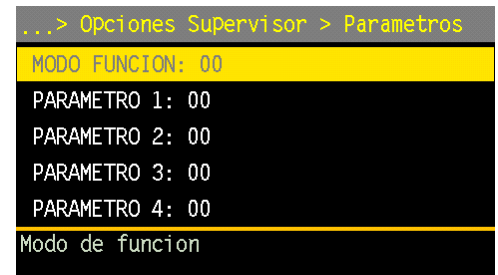 ...> Opciones Supervisor > Parametros
MODO FUNCION: 00
PARAMETRO 1: 00
PARAMETRO 2: 00
PARAMETRO 3: 00
PARAMETRO 4: 00
Modo de funcion